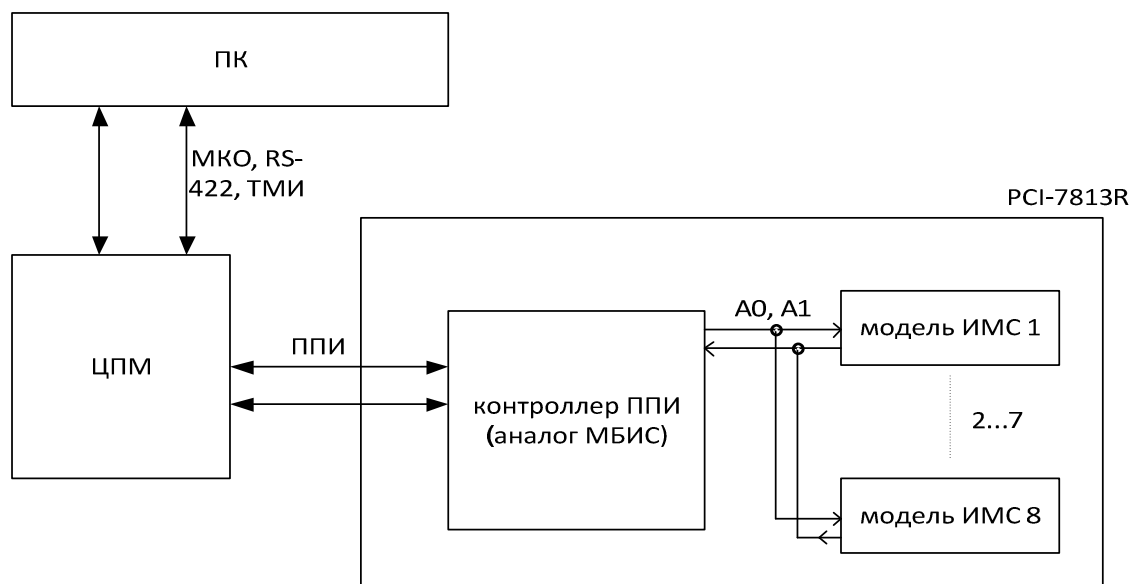 ПК
МКО, RS-
422, ТМИ
PCI-7813R
ЦПМ
ППИ
контроллер ППИ
(аналог МБИС)
A0, A1
модель ИМС 1
2...7
модель ИМС 8